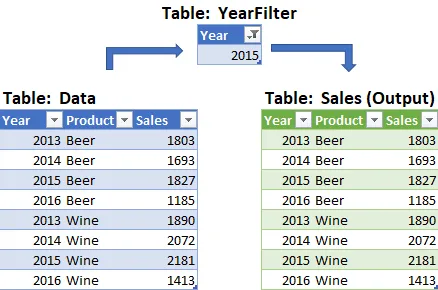 Table: YearFilter
Year
2015
Table: Data
Year Product Sales
2013 Beer 1803
2014 Beer 1693
2015 Beer 1827
2016 Beer 1185
2013 Wine 1890
2014 Wine 2072
2015 Wine 2181
2016 Wine 1413
Table: Sales (Output)
Year Product Sales
2013 Beer 1803
2014 Beer 1693
2015 Beer 1827
2016 Beer 1185
2013 Wine 1890
2014 Wine 2072
2015 Wine 2181
2016 Wine 1413